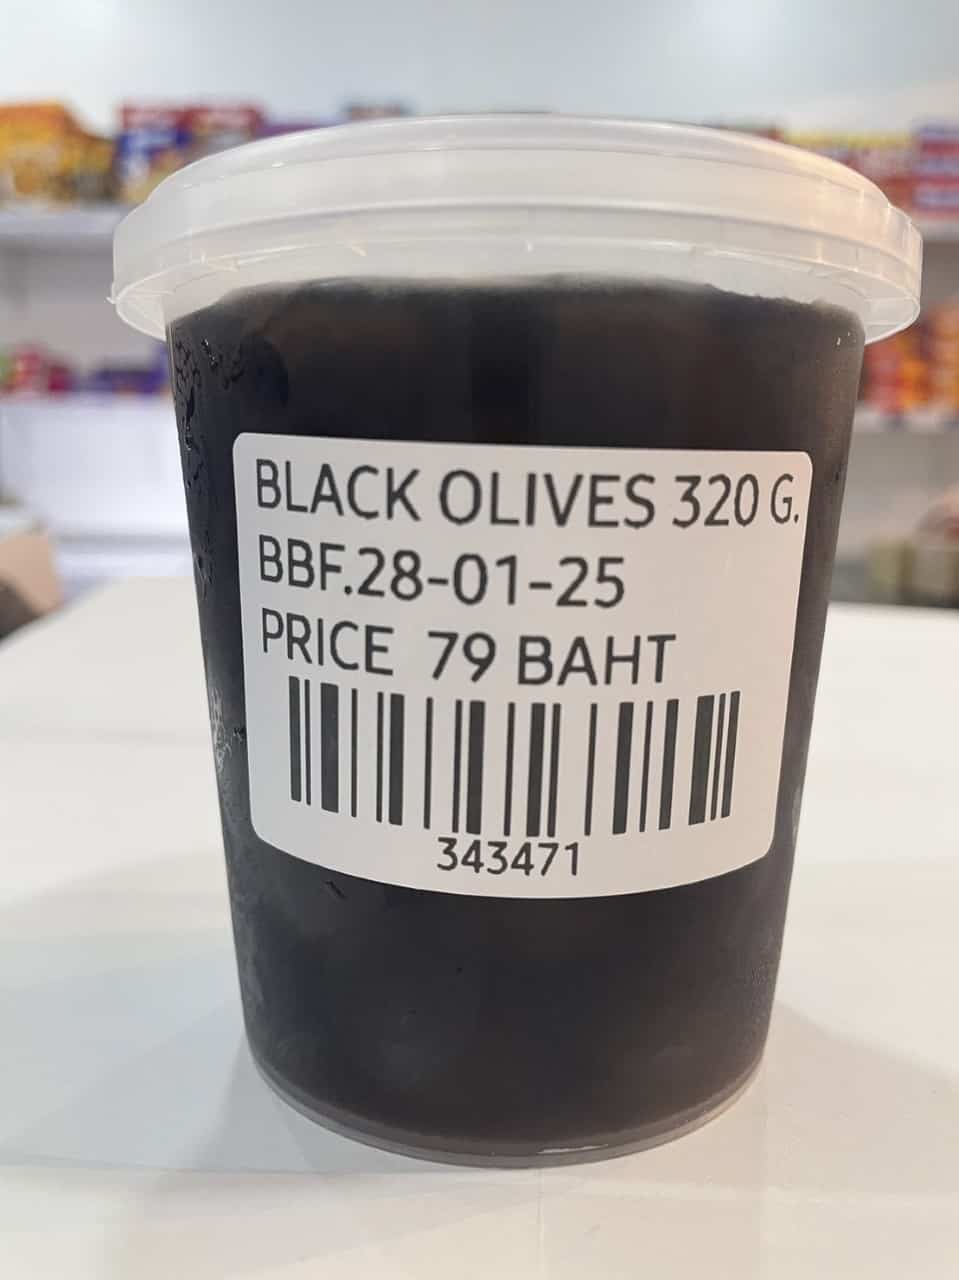 BLACK OLIVES 320 G.
BBF.28-01-25
PRICE 79 BAHT
343471